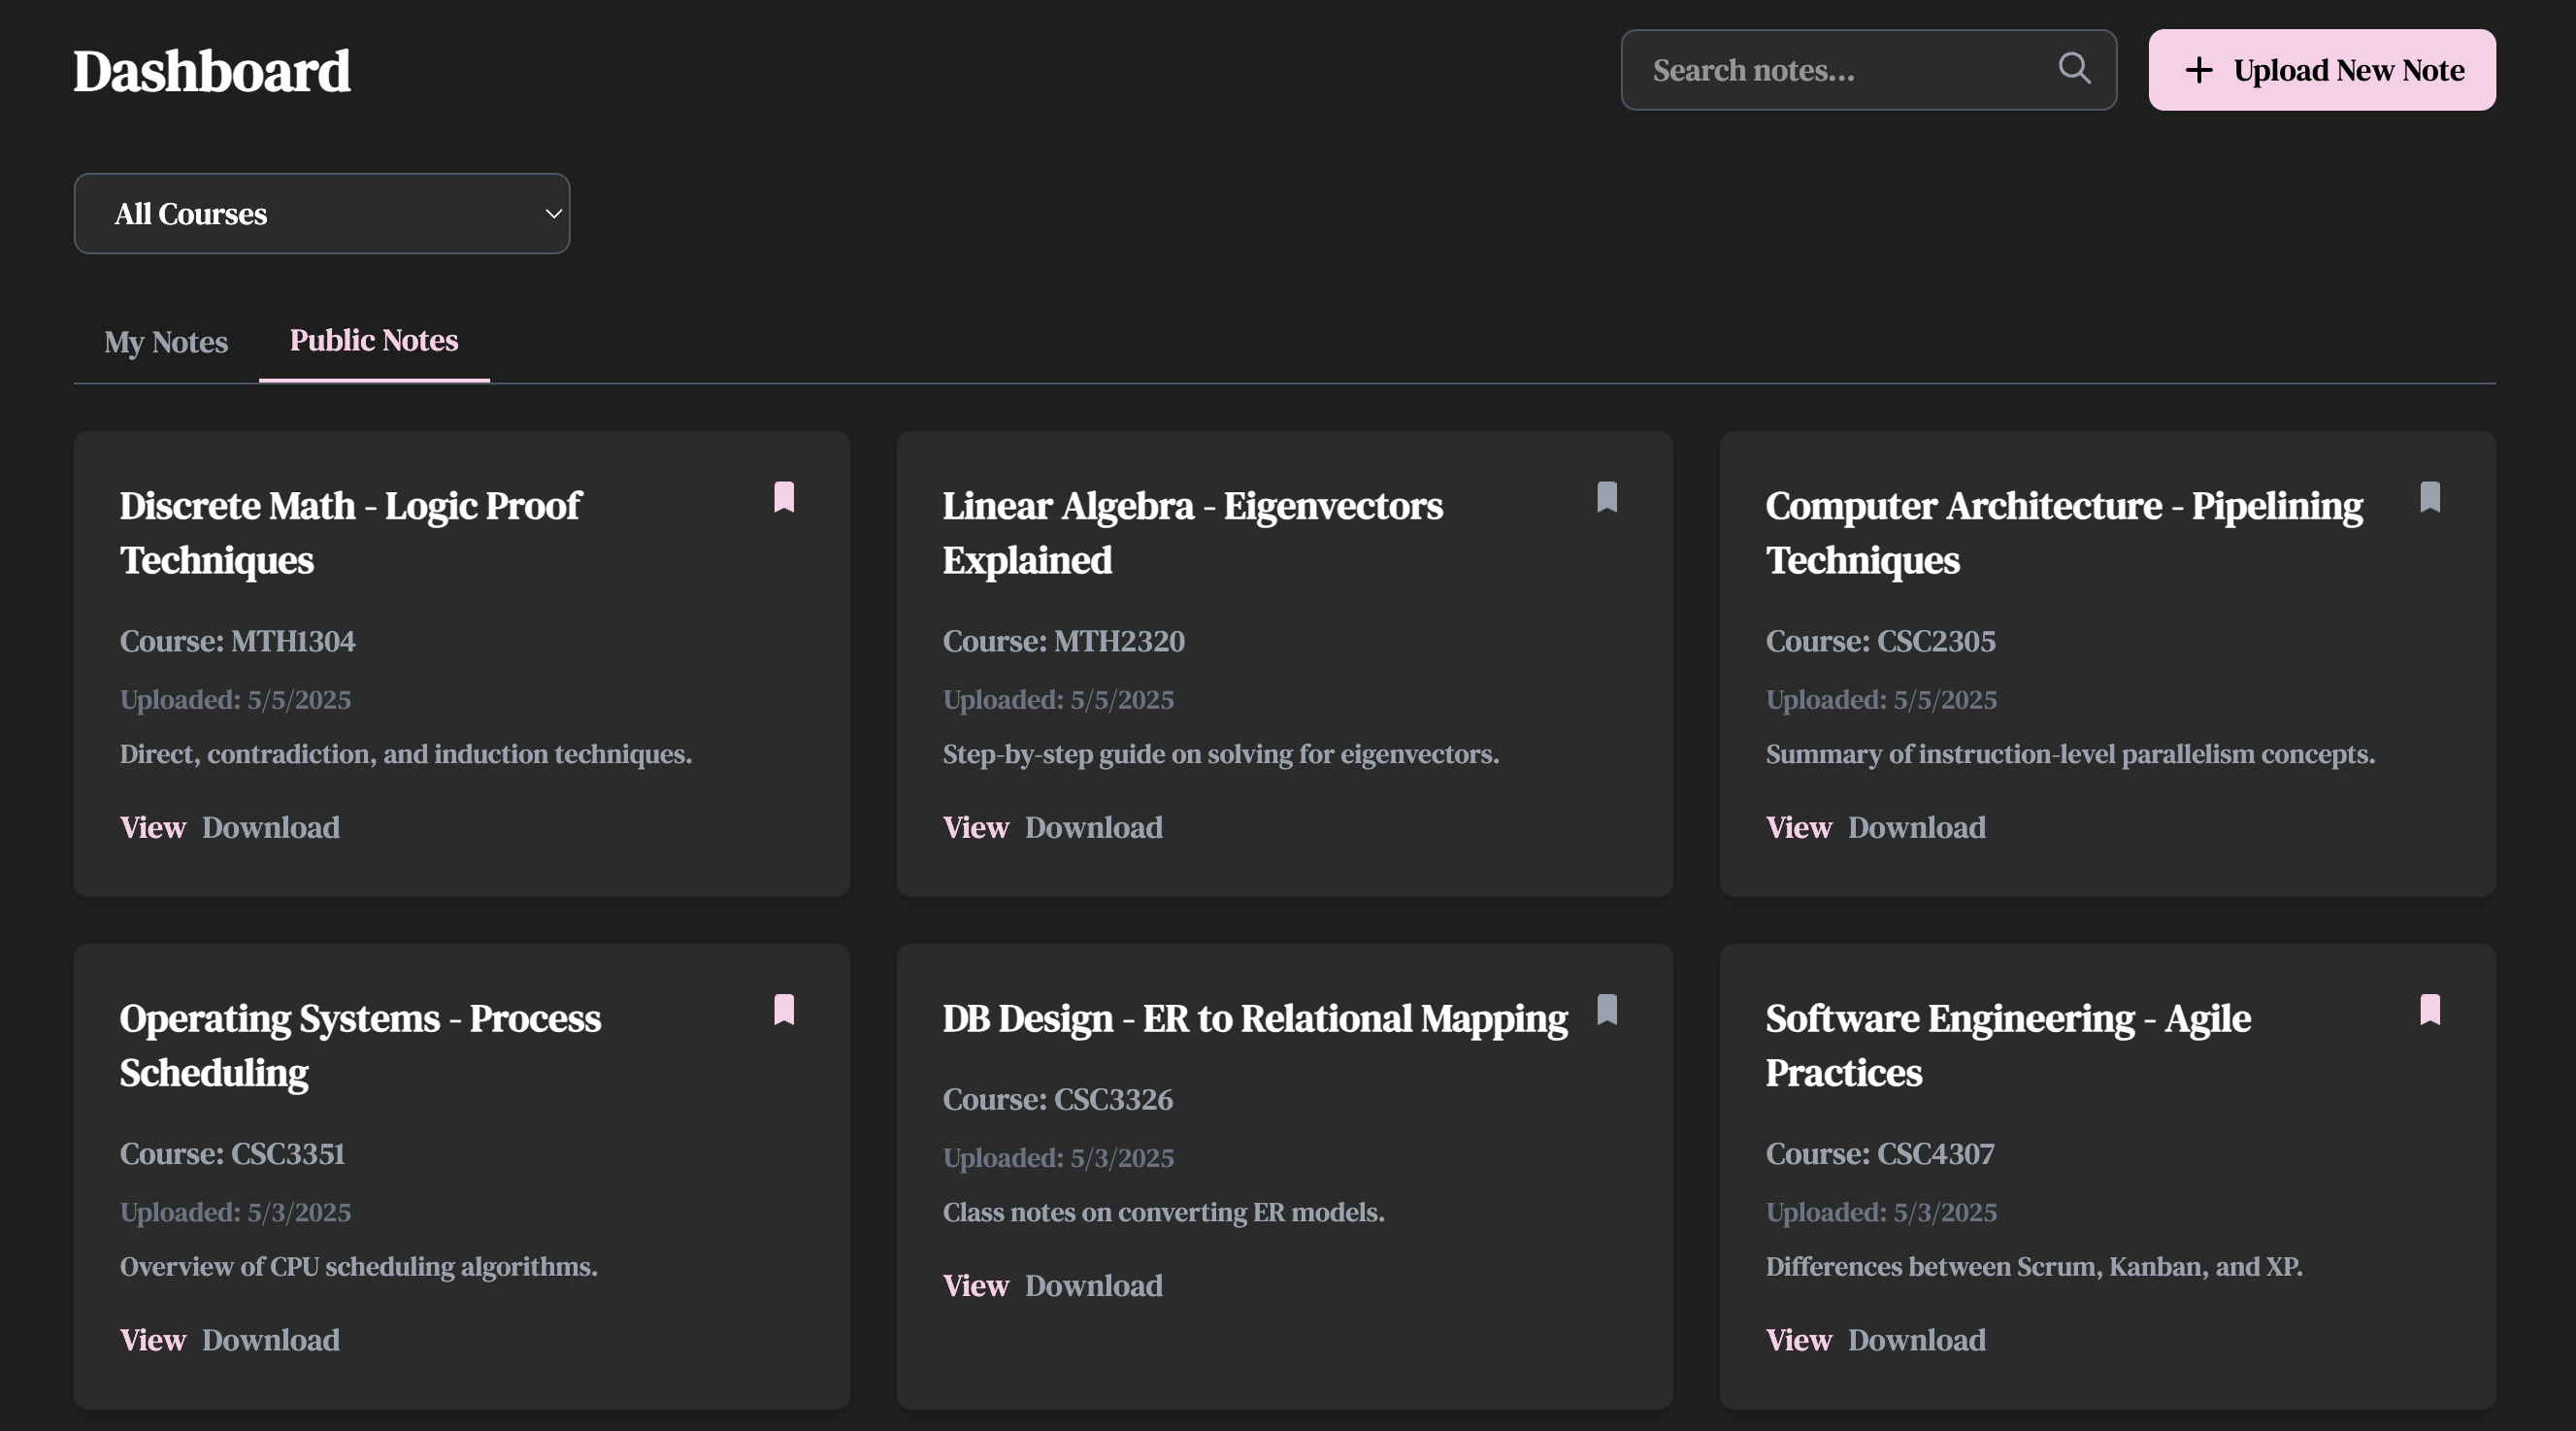 Dashboard
Search notes...
Upload New Note
All Courses
My Notes
Public Notes
Discrete Math - Logic Proof
Techniques
Course: MTH1304
Uploaded: 5/5/2025
Direct, contradiction, and induction techniques.
View Download
Linear Algebra - Eigenvectors
Explained
Course: MTH2320
Uploaded: 5/5/2025
Step-by-step guide on solving for eigenvectors.
View Download
Computer Architecture - Pipelining
Techniques
Course: CSC2305
Uploaded: 5/5/2025
Summary of instruction-level parallelism concepts.
View Download
Operating Systems - Process
Scheduling
Course: CSC3351
Uploaded: 5/3/2025
Overview of CPU scheduling algorithms.
View Download
DB Design - ER to Relational Mapping
Course: CSC3326
Uploaded: 5/3/2025
Class notes on converting ER models.
View Download
Software Engineering - Agile
Practices
Course: CSC4307
Uploaded: 5/3/2025
Differences between Scrum, Kanban, and XP.
View Download